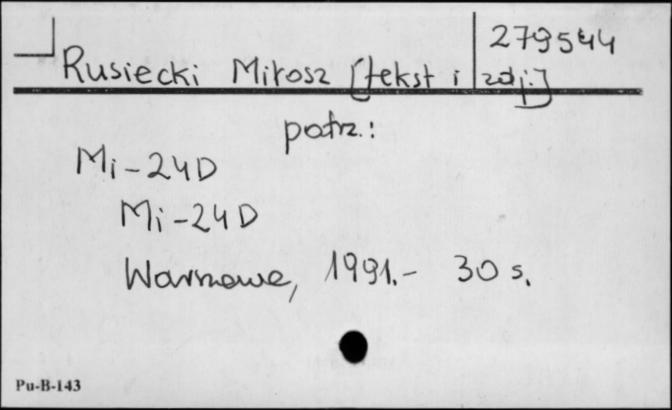 279544
Rusiecki Miłosz [tekst i zdj.]
patrz.:
Mi-24D
Mi-24D
Warszawa, 1991.- 30 s.
Pu-B-143